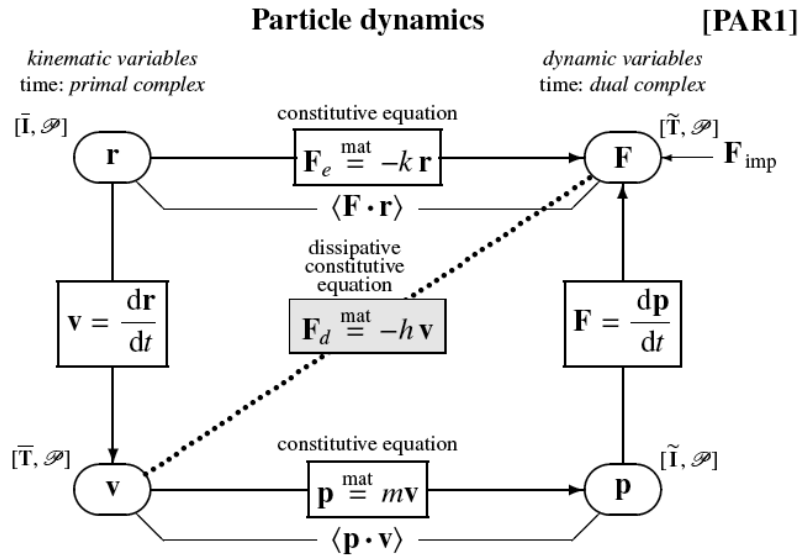 Particle dynamics [PAR1]
kinematic variables
time: primal complex
dynamic variables
time: dual complex
[Ī, 𝒫]
r
constitutive equation
F_e =^mat −k r
[T̃, 𝒫]
F
F_imp
⟨F · r⟩
dissipative
constitutive
equation
v = dr/dt
F_d =^mat −h v
F = dp/dt
[T̄, 𝒫]
v
constitutive equation
p =^mat mv
[Ĩ, 𝒫]
p
⟨p · v⟩